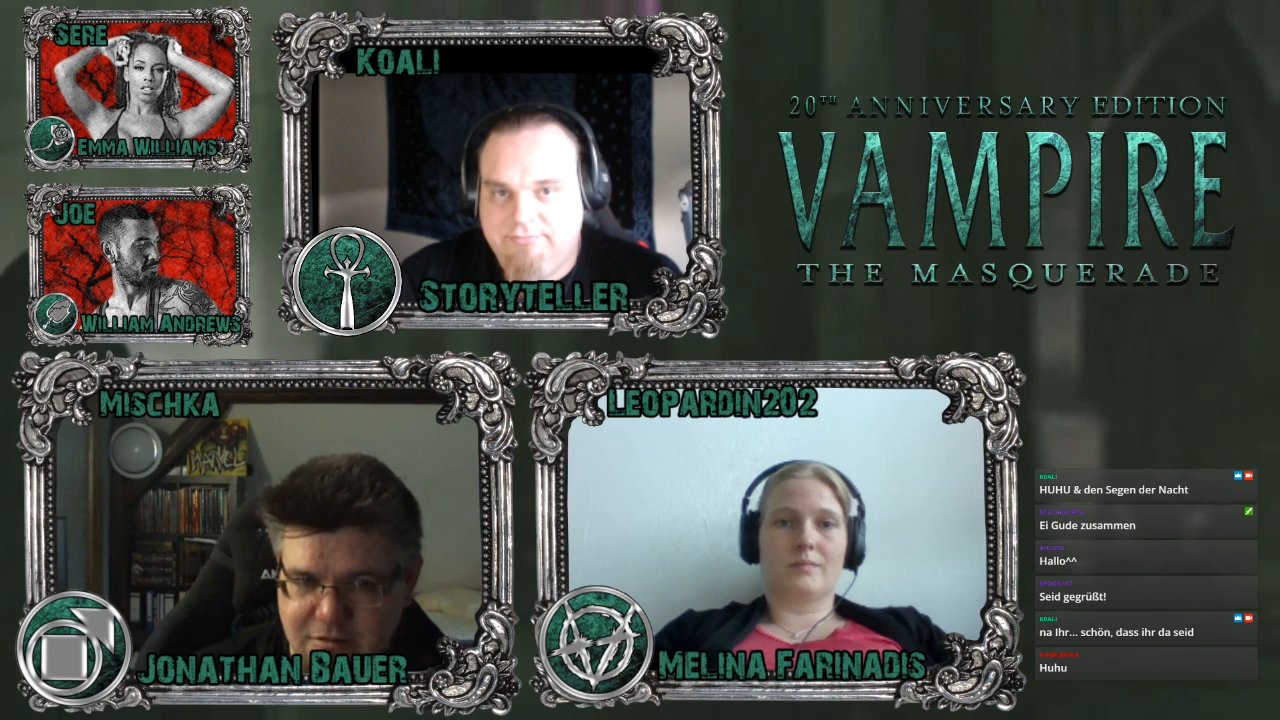 SERE
EMMA WILLIAMS
JOE
WILLIAM ANDREWS
KOALI
STORYTELLER
20TH ANNIVERSARY EDITION
VAMPIRE
THE MASQUERADE
MISCHKA
JONATHAN BAUER
LEOPARDIN202
MELINA FARINADIS
KOALI
HUHU & den Segen der Nacht
Ei Gude zusammen
Hallo^^
Seid gegrüßt!
KOALI
na Ihr... schön, dass ihr da seid
Huhu